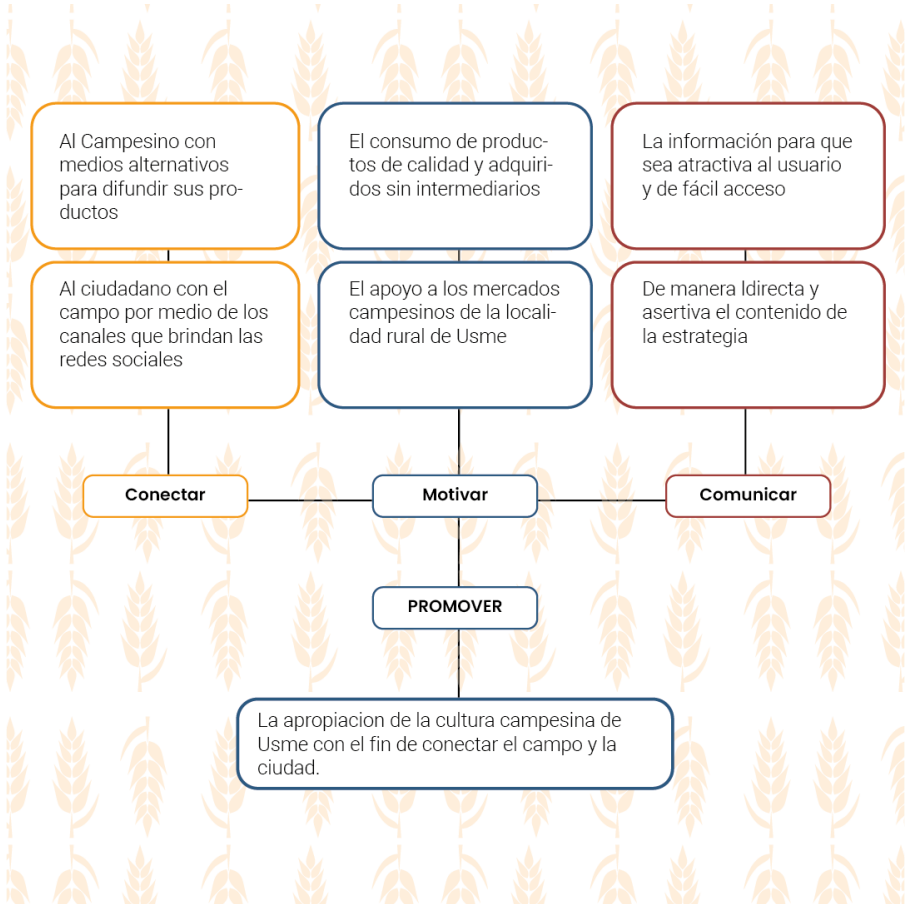 Al Campesino con
medios alternativos
para difundir sus pro-
ductos
El consumo de produc-
tos de calidad y adquiri-
dos sin intermediarios
La información para que
sea atractiva al usuario
y de fácil acceso
Al ciudadano con el
campo por medio de los
canales que brindan las
redes sociales
El apoyo a los mercados
campesinos de la locali-
dad rural de Usme
De manera ldirecta y
asertiva el contenido de
la estrategia
Conectar
Motivar
Comunicar
PROMOVER
La apropiacion de la cultura campesina de
Usme con el fin de conectar el campo y la
ciudad.